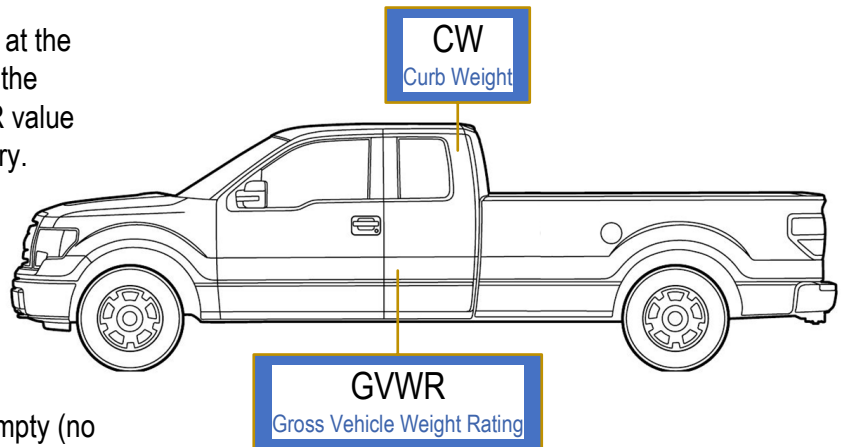 at the
the
R value
ry.
CW
Curb Weight
GVWR
Gross Vehicle Weight Rating
mpty (no